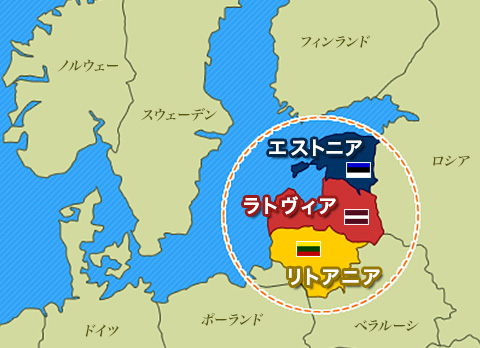 フィンランド
ノルウェー
スウェーデン
エストニア
ロシア
ラトヴィア
リトアニア
ドイツ
ポーランド
ベラルーシ